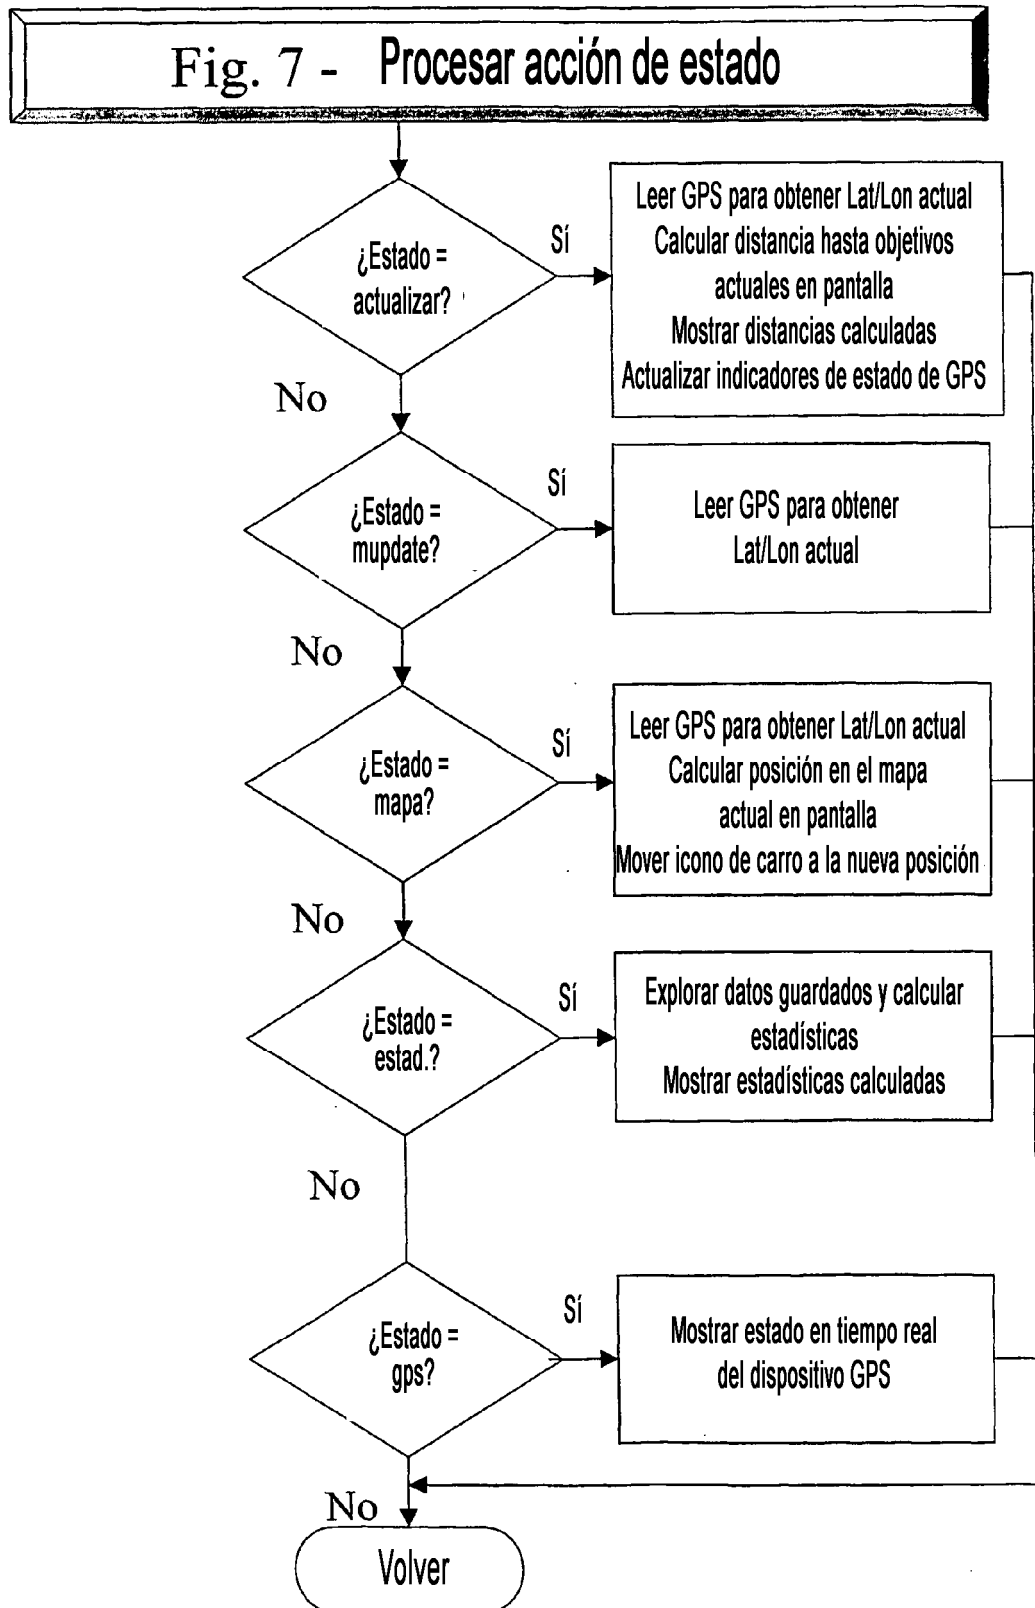 Fig. 7 - Procesar acción de estado
¿Estado =
actualizar?
Sí
Leer GPS para obtener Lat/Lon actual
Calcular distancia hasta objetivos
actuales en pantalla
Mostrar distancias calculadas
Actualizar indicadores de estado de GPS
No
¿Estado =
mupdate?
Sí
Leer GPS para obtener
Lat/Lon actual
No
¿Estado =
mapa?
Sí
Leer GPS para obtener Lat/Lon actual
Calcular posición en el mapa
actual en pantalla
Mover icono de carro a la nueva posición
No
¿Estado =
estad.?
Sí
Explorar datos guardados y calcular
estadísticas
Mostrar estadísticas calculadas
No
¿Estado =
gps?
Sí
Mostrar estado en tiempo real
del dispositivo GPS
No
Volver